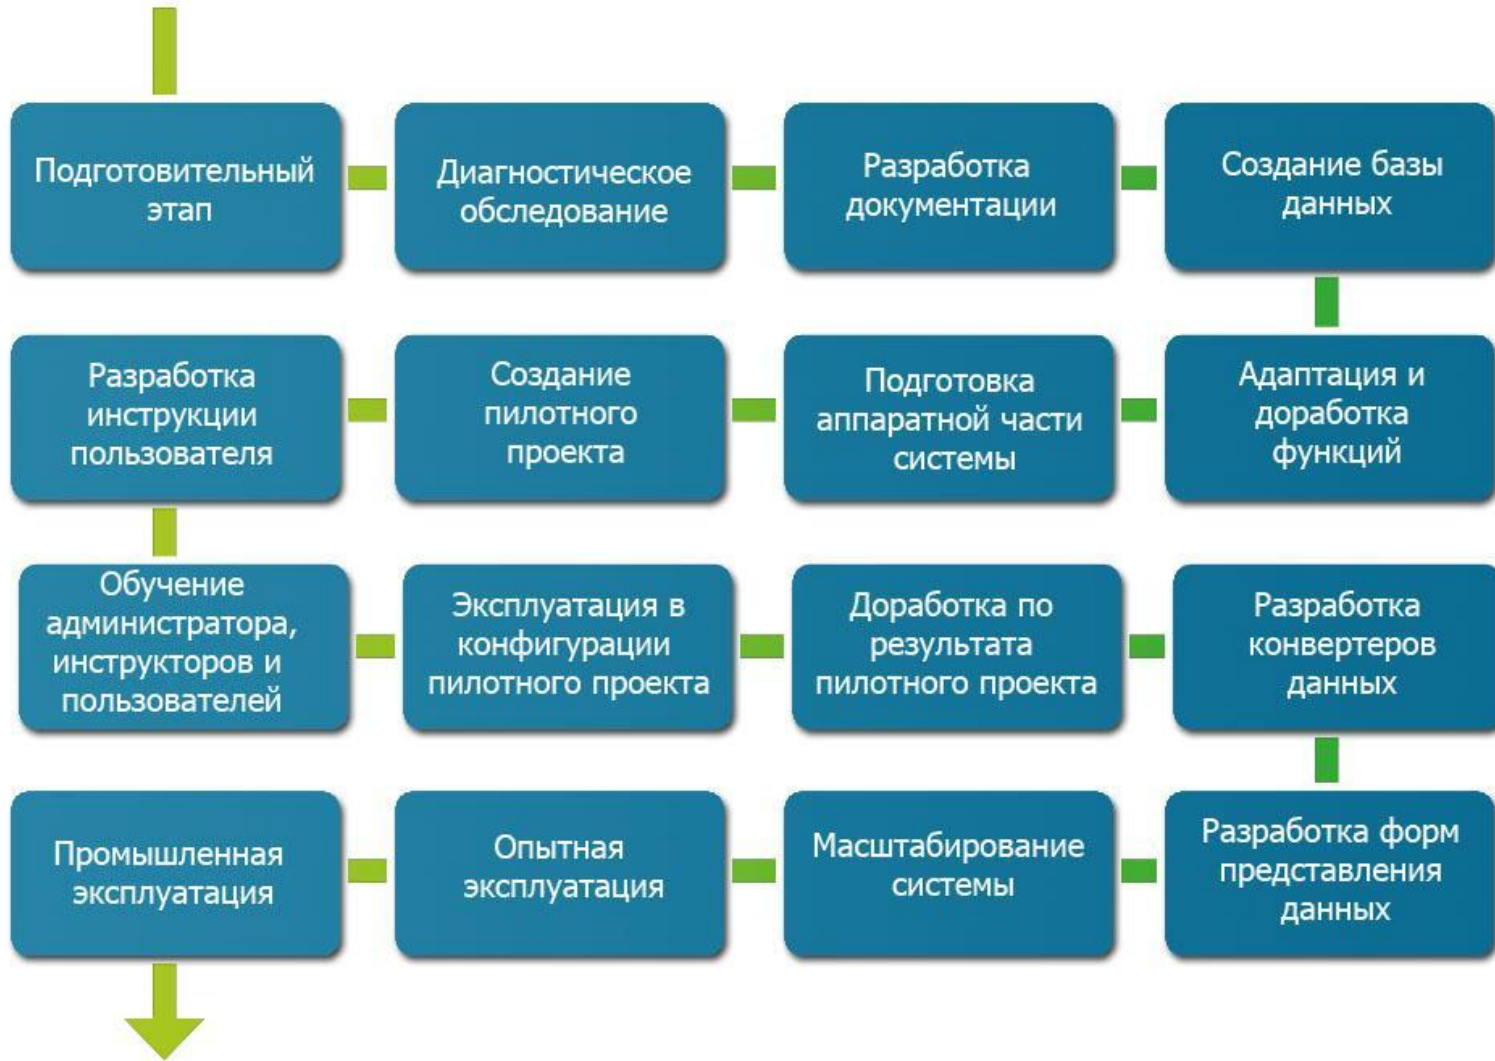 Подготовительный
этап
Диагностическое
обследование
Разработка
документации
Создание базы
данных
Разработка
инструкции
пользователя
Создание
пилотного
проекта
Подготовка
аппаратной части
системы
Адаптация и
доработка
функций
Обучение
администратора,
инструкторов и
пользователей
Эксплуатация в
конфигурации
пилотного проекта
Доработка по
результата
пилотного проекта
Разработка
конвертеров
данных
Промышленная
эксплуатация
Опытная
эксплуатация
Масштабирование
системы
Разработка форм
представления
данных